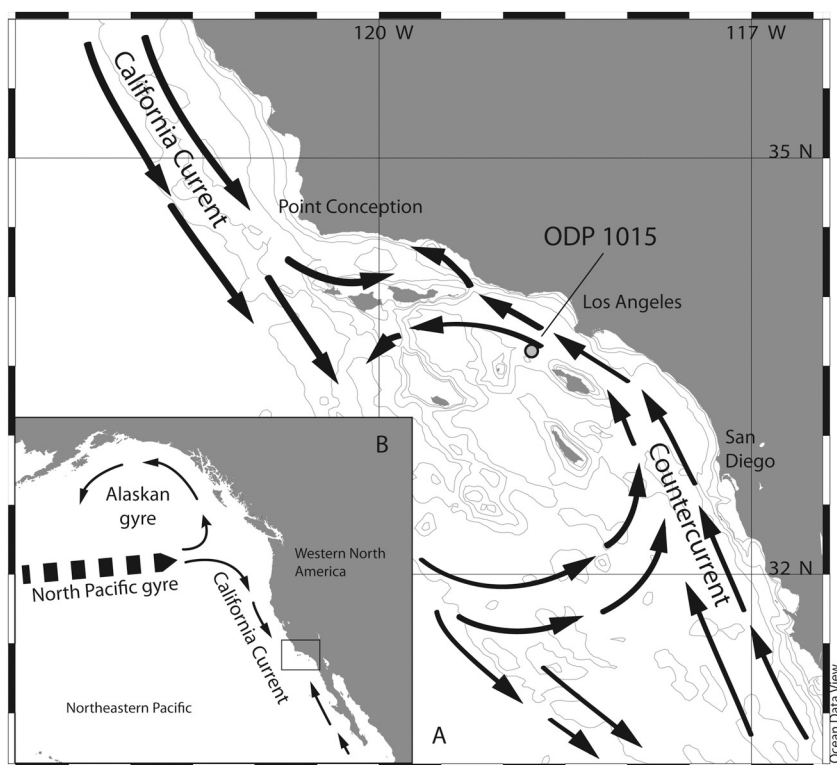 120 W
117 W
California Current
35 N
Point Conception
ODP 1015
Los Angeles
San
Diego
Countercurrent
32 N
A
B
Alaskan
gyre
North Pacific gyre
Western North
America
California Current
Northeastern Pacific
Ocean Data View